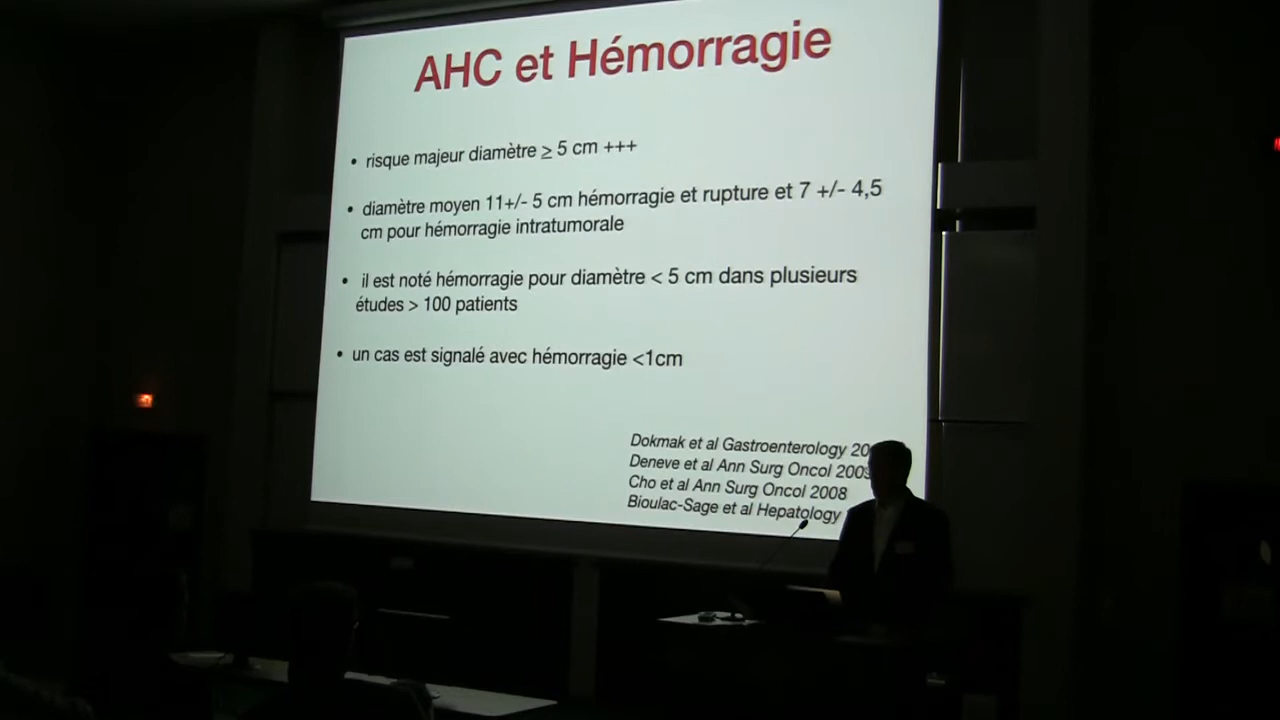 AHC et Hémorragie
• risque majeur diamètre ≥ 5 cm +++
• diamètre moyen 11+/- 5 cm hémorragie et rupture et 7 +/- 4,5
cm pour hémorragie intratumorale
• il est noté hémorragie pour diamètre < 5 cm dans plusieurs
études > 100 patients
• un cas est signalé avec hémorragie <1cm
Dokmak et al Gastroenterology
Deneve et al Ann Surg Oncol 2009
Cho et al Ann Surg Oncol 2008
Bioulac-Sage et al Hepatology